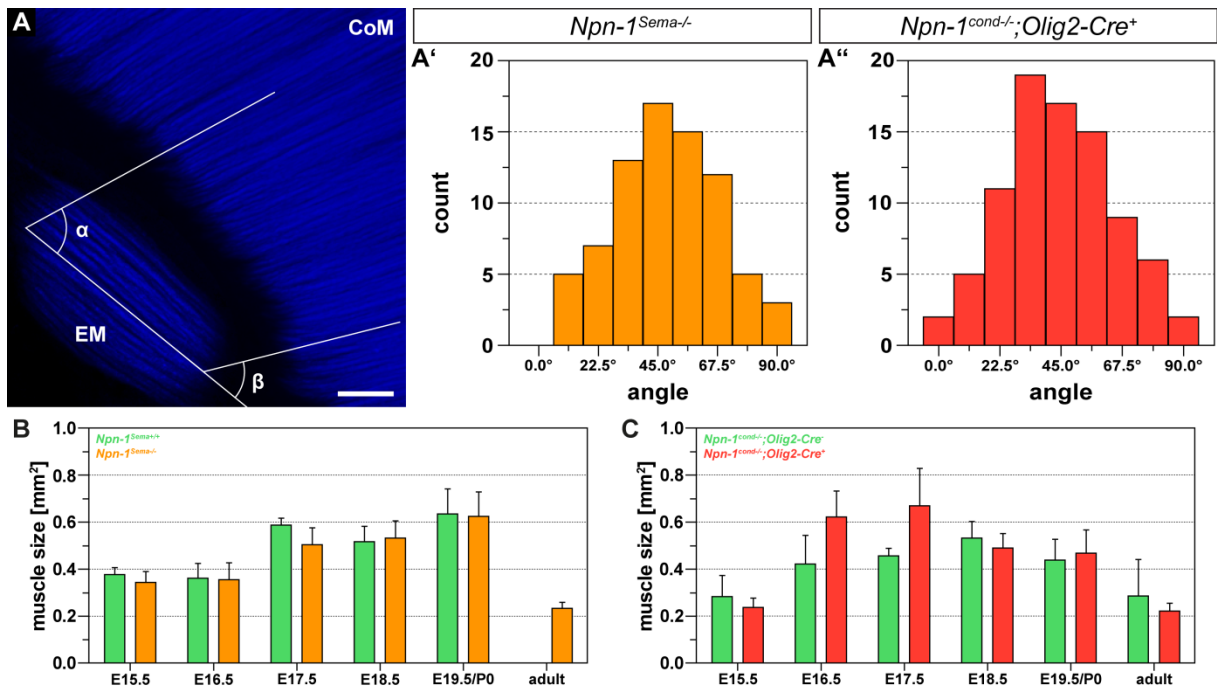 A
CoM
α
EM
β
Npn-1Sema-/-
A'
20
15
10
5
0
count
0.0° 22.5° 45.0° 67.5° 90.0°
angle
Npn-1cond-/-;Olig2-Cre+
A"
20
15
10
5
0
count
0.0° 22.5° 45.0° 67.5° 90.0°
angle
B
Npn-1Sema+/+
Npn-1Sema-/-
1.0
0.8
0.6
0.4
0.2
0.0
muscle size [mm²]
E15.5 E16.5 E17.5 E18.5 E19.5/P0 adult
C
Npn-1cond-/-;Olig2-Cre-
Npn-1cond-/-;Olig2-Cre+
1.0
0.8
0.6
0.4
0.2
0.0
muscle size [mm²]
E15.5 E16.5 E17.5 E18.5 E19.5/P0 adult